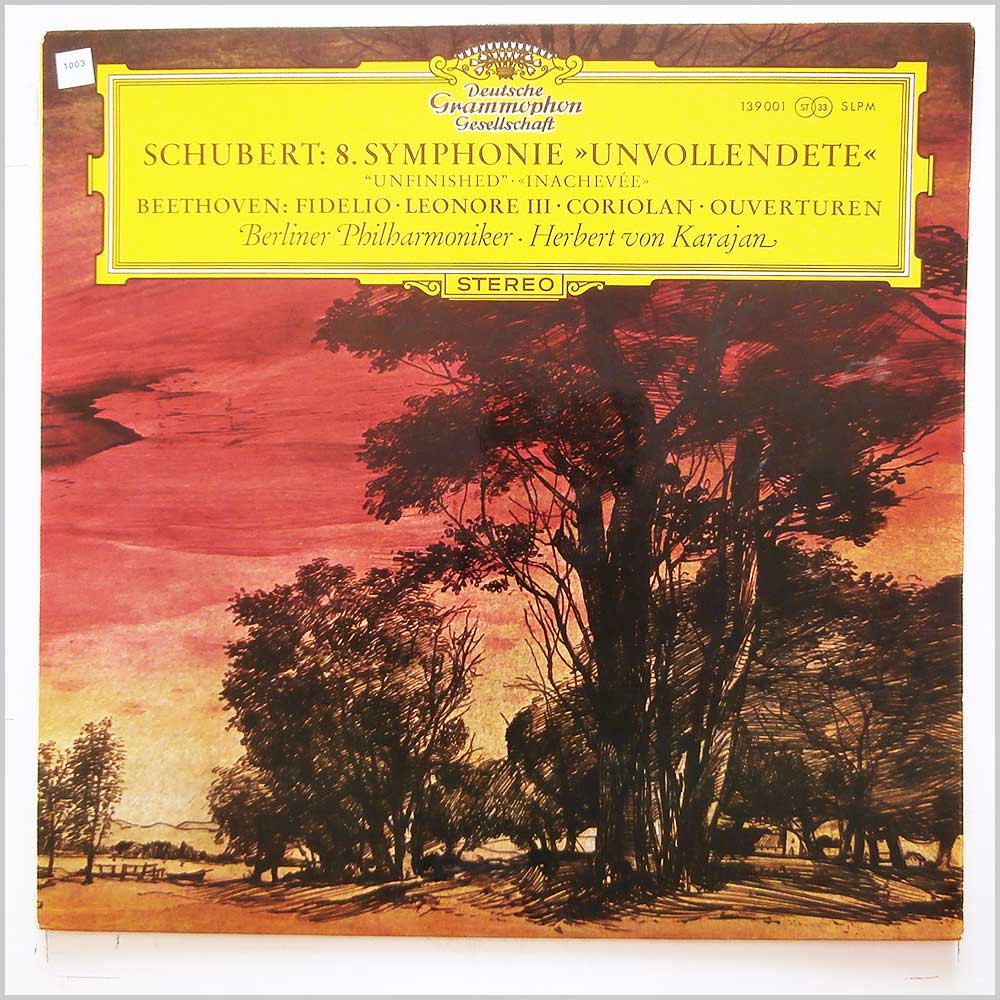 1003
Deutsche
Grammophon
Gesellschaft
139001 ST 33 SLPM
SCHUBERT: 8. SYMPHONIE »UNVOLLENDETE«
“UNFINISHED” · «INACHEVÉE»
BEETHOVEN: FIDELIO · LEONORE III · CORIOLAN · OUVERTUREN
Berliner Philharmoniker · Herbert von Karajan
STEREO